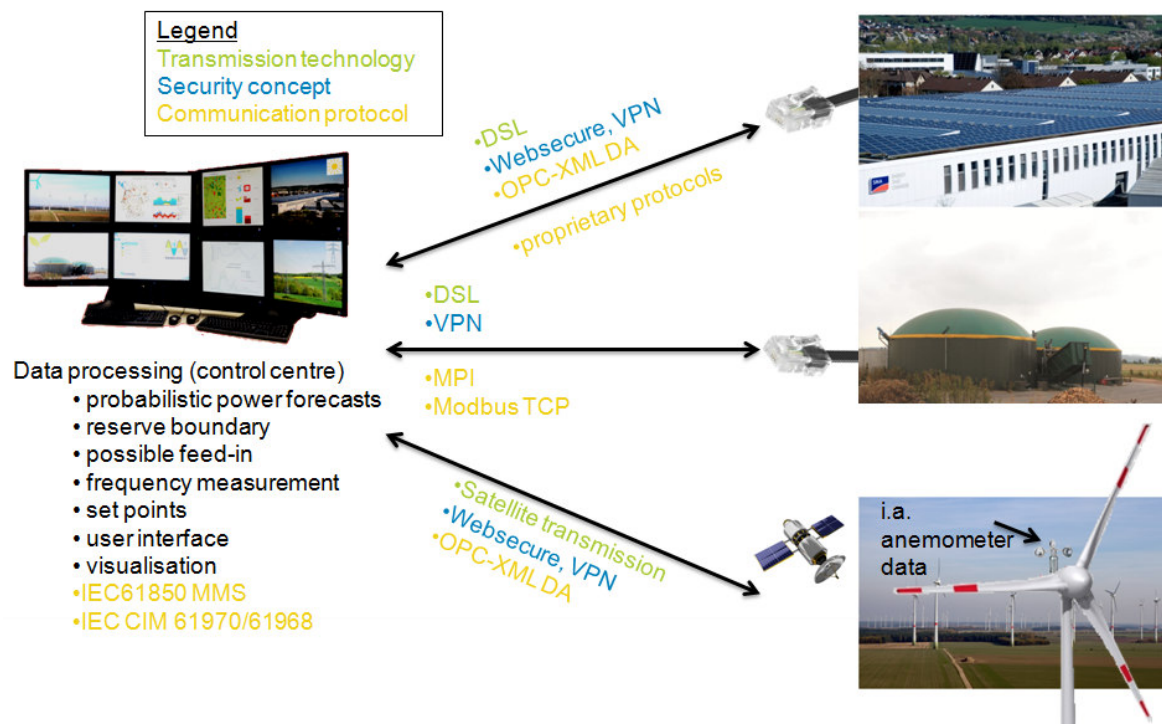 Legend
Transmission technology
Security concept
Communication protocol
•DSL
•Websecure, VPN
•OPC-XML DA
•proprietary protocols
•DSL
•VPN
•MPI
•Modbus TCP
Data processing (control centre)
• probabilistic power forecasts
• reserve boundary
• possible feed-in
• frequency measurement
• set points
• user interface
• visualisation
•IEC61850 MMS
•IEC CIM 61970/61968
•Satellite transmission
•Websecure, VPN
•OPC-XML DA
i.a.
anemometer
data
SMA